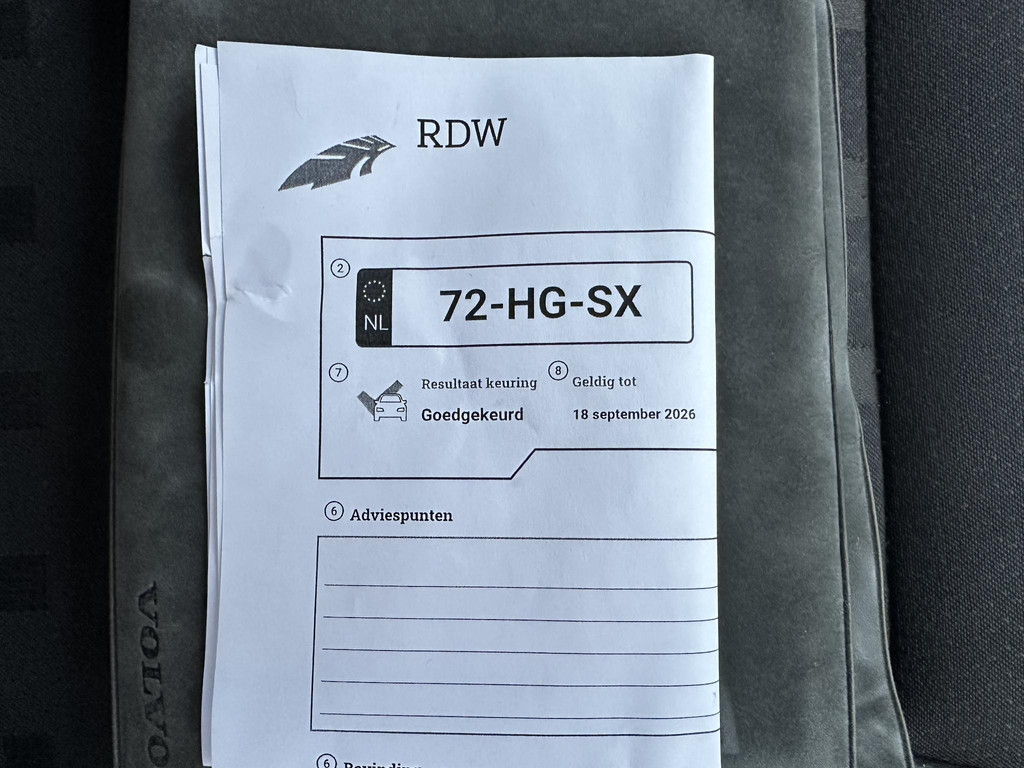 RDW
2
NL
72-HG-SX
7
Resultaat keuring
8
Geldig tot
Goedgekeurd
18 september 2026
6 Adviespunten
VOLVO
6